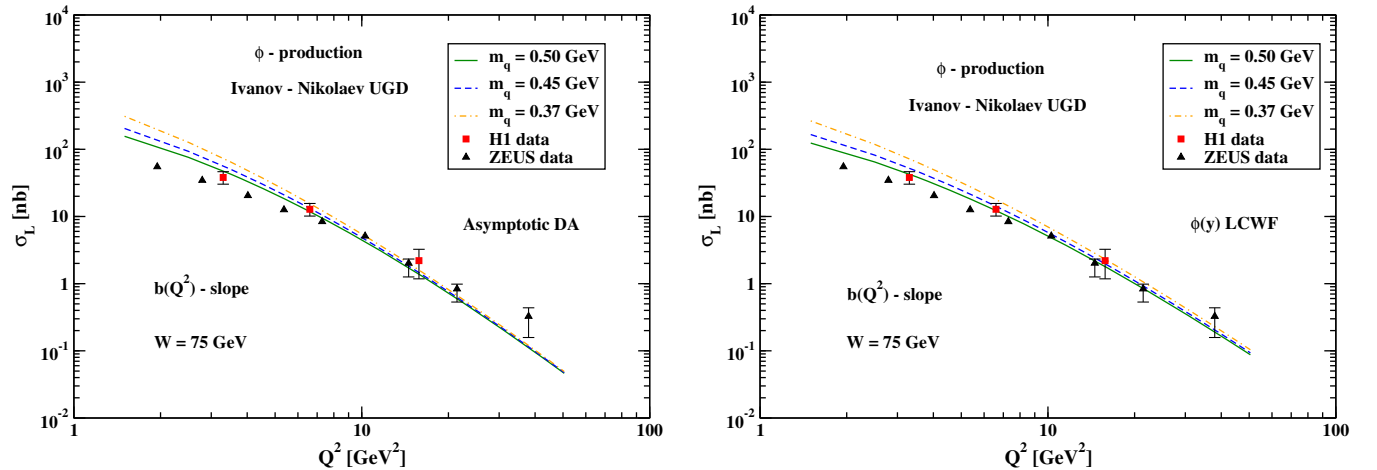 10^5
10^4
10^3
10^2
10
1
10^-1
10^-2
σ_L [nb]
ϕ - production
Ivanov - Nikolaev UGD
m_q = 0.50 GeV
m_q = 0.45 GeV
m_q = 0.37 GeV
H1 data
ZEUS data
Asymptotic DA
b(Q^2) - slope
W = 75 GeV
1 10 100
Q^2 [GeV^2]
10^5
10^4
10^3
10^2
10
1
10^-1
10^-2
σ_L [nb]
ϕ - production
Ivanov - Nikolaev UGD
m_q = 0.50 GeV
m_q = 0.45 GeV
m_q = 0.37 GeV
H1 data
ZEUS data
ϕ(y) LCWF
b(Q^2) - slope
W = 75 GeV
1 10 100
Q^2 [GeV^2]